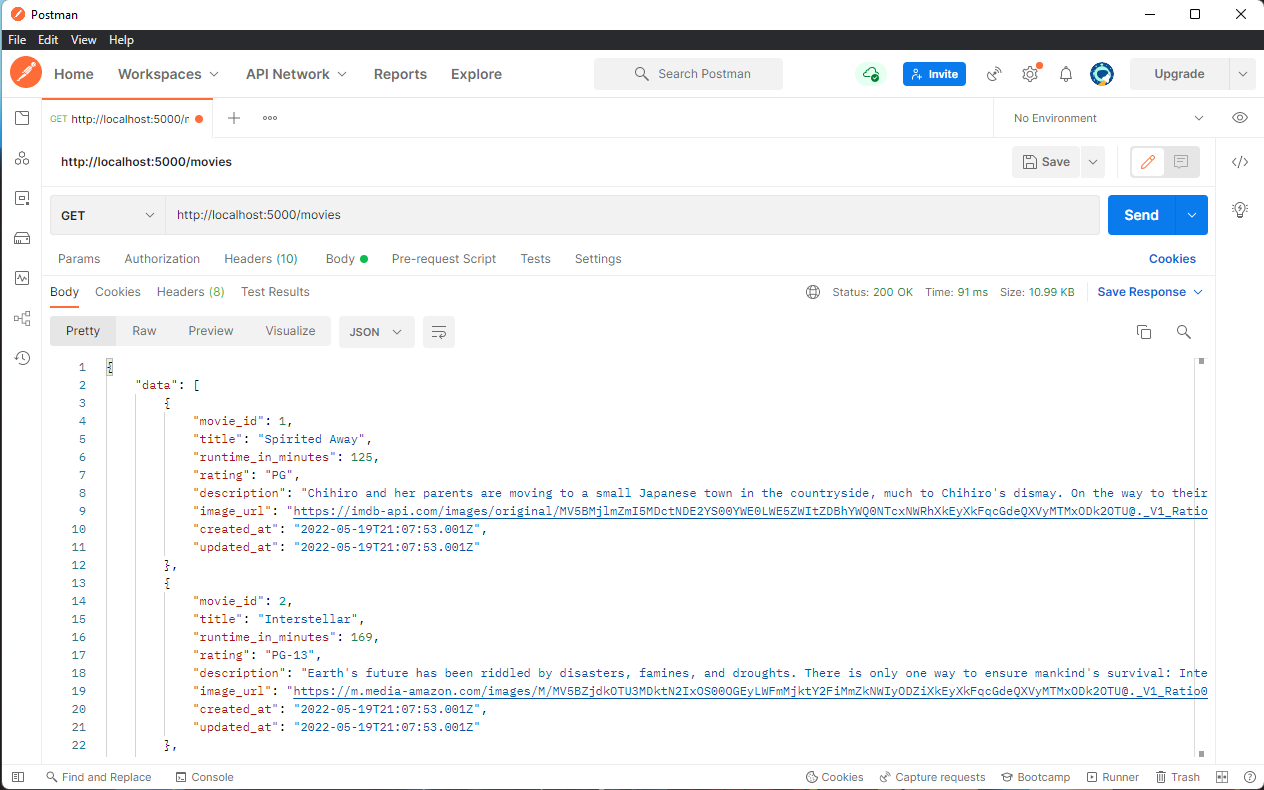 Postman
File Edit View Help
Home Workspaces API Network Reports Explore Search Postman Invite Upgrade
GET http://localhost:5000/ No Environment
http://localhost:5000/movies Save
GET http://localhost:5000/movies Send
Params Authorization Headers (10) Body Pre-request Script Tests Settings Cookies
Body Cookies Headers (8) Test Results Status: 200 OK Time: 91 ms Size: 10.99 KB Save Response
Pretty Raw Preview Visualize JSON
1 {
2 "data": [
3 {
4 "movie_id": 1,
5 "title": "Spirited Away",
6 "runtime_in_minutes": 125,
7 "rating": "PG",
8 "description": "Chihiro and her parents are moving to a small Japanese town in the countryside, much to Chihiro's dismay. On the way to their
9 "image_url": "https://imdb-api.com/images/original/
10 "created_at": "2022-05-19T21:07:53.001Z",
11 "updated_at": "2022-05-19T21:07:53.001Z"
12 },
13 {
14 "movie_id": 2,
15 "title": "Interstellar",
16 "runtime_in_minutes": 169,
17 "rating": "PG-13",
18 "description": "Earth's future has been riddled by disasters, famines, and droughts. There is only one way to ensure mankind's survival: Inte
19 "image_url": "https://m.media-amazon.com/images/M/
20 "created_at": "2022-05-19T21:07:53.001Z",
21 "updated_at": "2022-05-19T21:07:53.001Z"
22 },
Find and Replace Console Cookies Capture requests Bootcamp Runner Trash